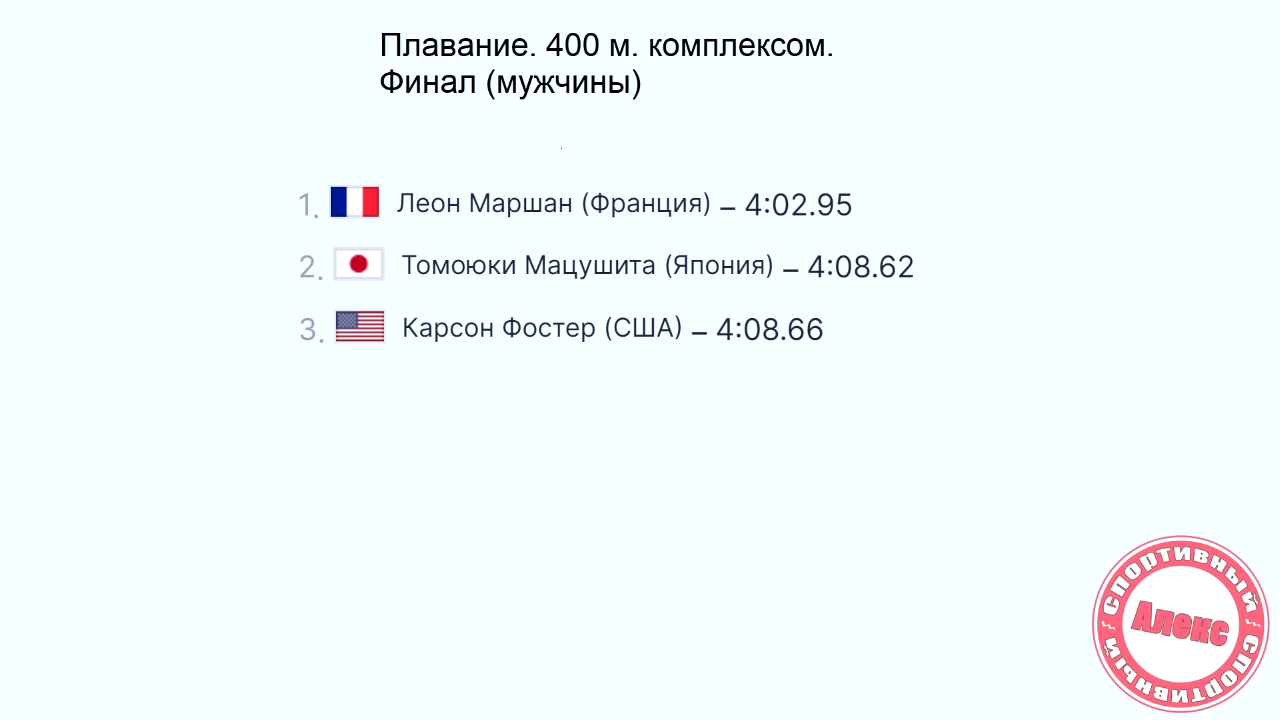 Плавание. 400 м. комплексом.
Финал (мужчины)
1. Леон Маршан (Франция) – 4:02.95
2. Томоюки Мацушита (Япония) – 4:08.62
3. Карсон Фостер (США) – 4:08.66
СПОРТИВНЫЙ
Алекс
СПОРТИВНЫЙ